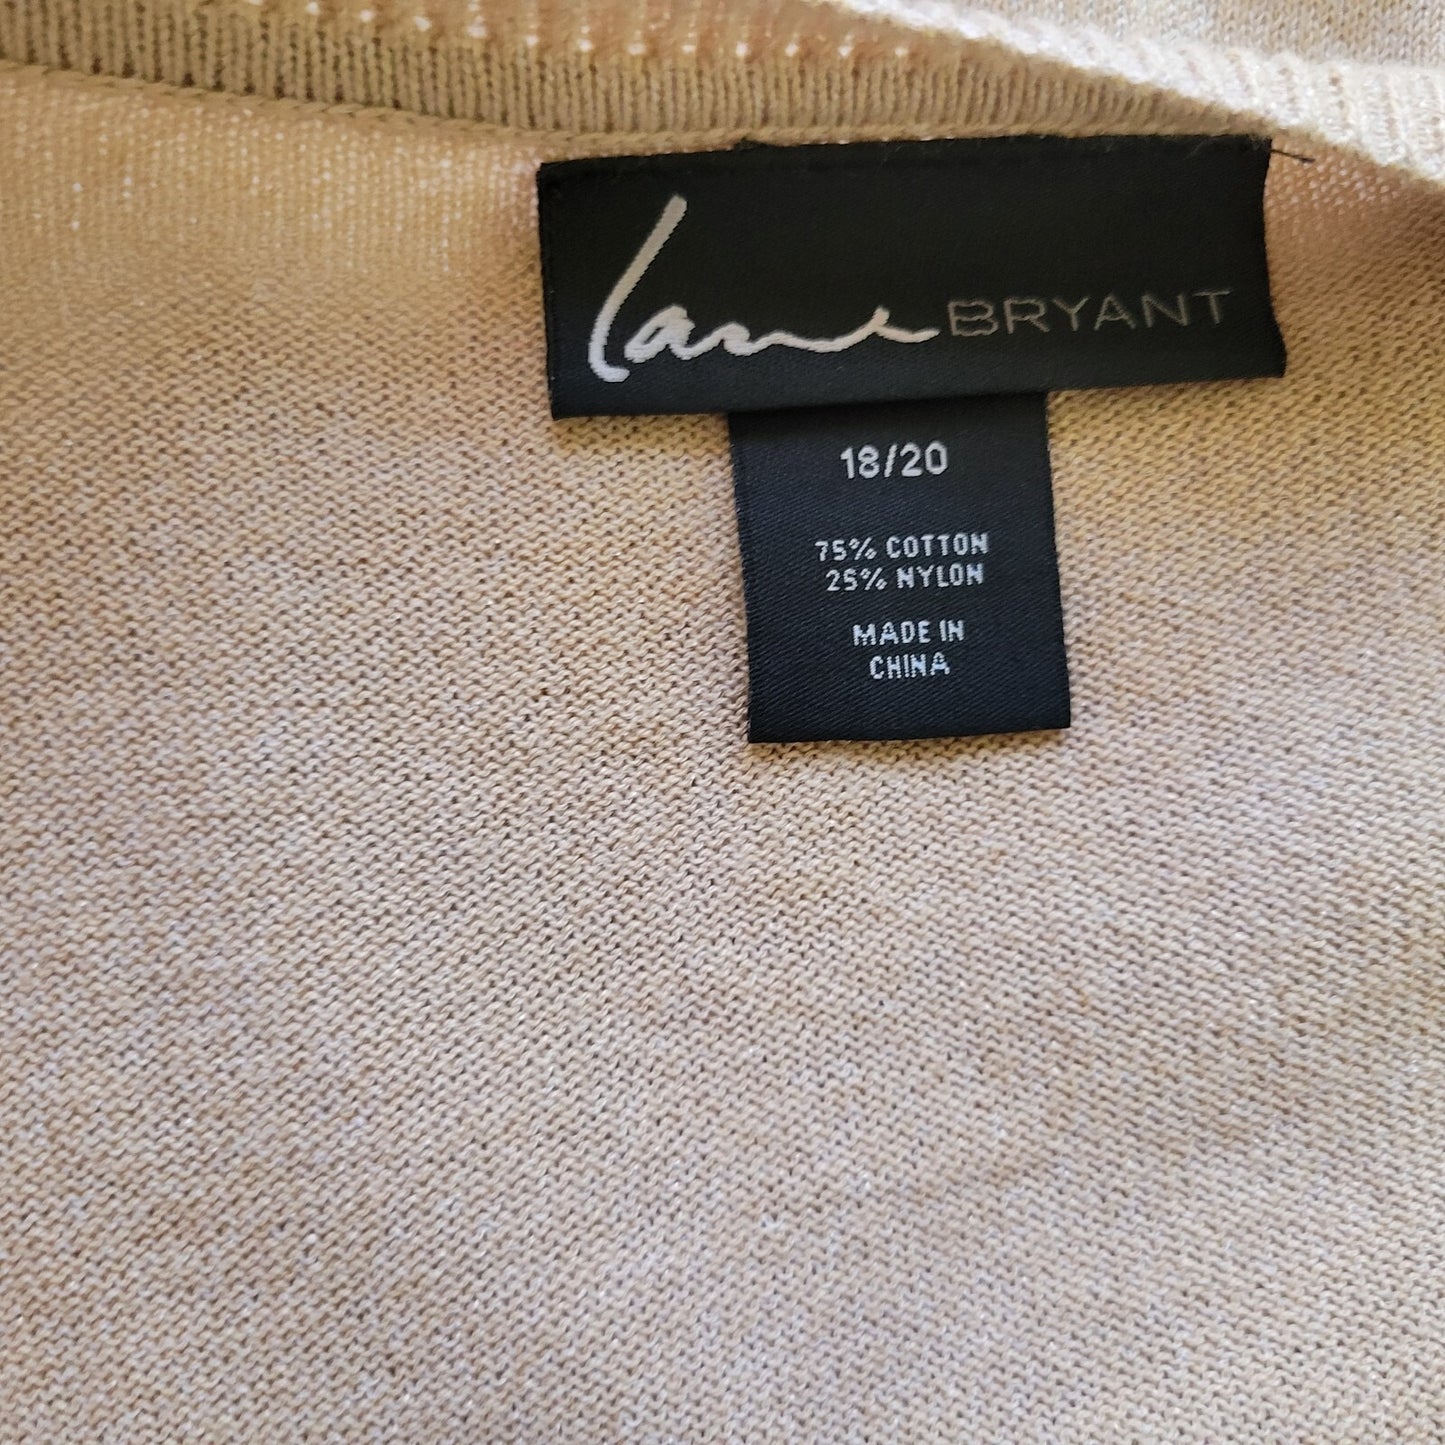 lane BRYANT
18/20
75% COTTON
25% NYLON
MADE IN
CHINA